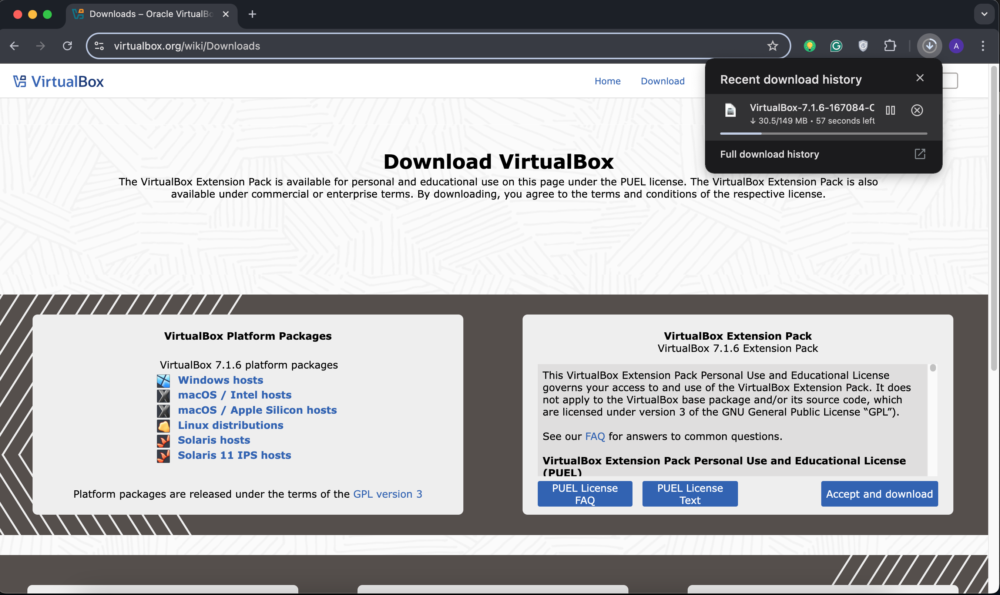 Downloads – Oracle VirtualBo
virtualbox.org/wiki/Downloads
A
VirtualBox
Home
Download
Recent download history
VirtualBox-7.1.6-167084-
30.5/149 MB • 57 seconds left
Full download history
Download VirtualBox
The VirtualBox Extension Pack is available for personal and educational use on this page under the PUEL license. The VirtualBox Extension Pack is also
available under commercial or enterprise terms. By downloading, you agree to the terms and conditions of the respective license.
VirtualBox Platform Packages
VirtualBox 7.1.6 platform packages
Windows hosts
macOS / Intel hosts
macOS / Apple Silicon hosts
Linux distributions
Solaris hosts
Solaris 11 IPS hosts
Platform packages are released under the terms of the GPL version 3
VirtualBox Extension Pack
VirtualBox 7.1.6 Extension Pack
This VirtualBox Extension Pack Personal Use and Educational License
governs your access to and use of the VirtualBox Extension Pack. It does
not apply to the VirtualBox base package and/or its source code, which
are licensed under version 3 of the GNU General Public License “GPL”).
See our FAQ for answers to common questions.
VirtualBox Extension Pack Personal Use and Educational License
(PUEL)
PUEL License
FAQ
PUEL License
Text
Accept and download